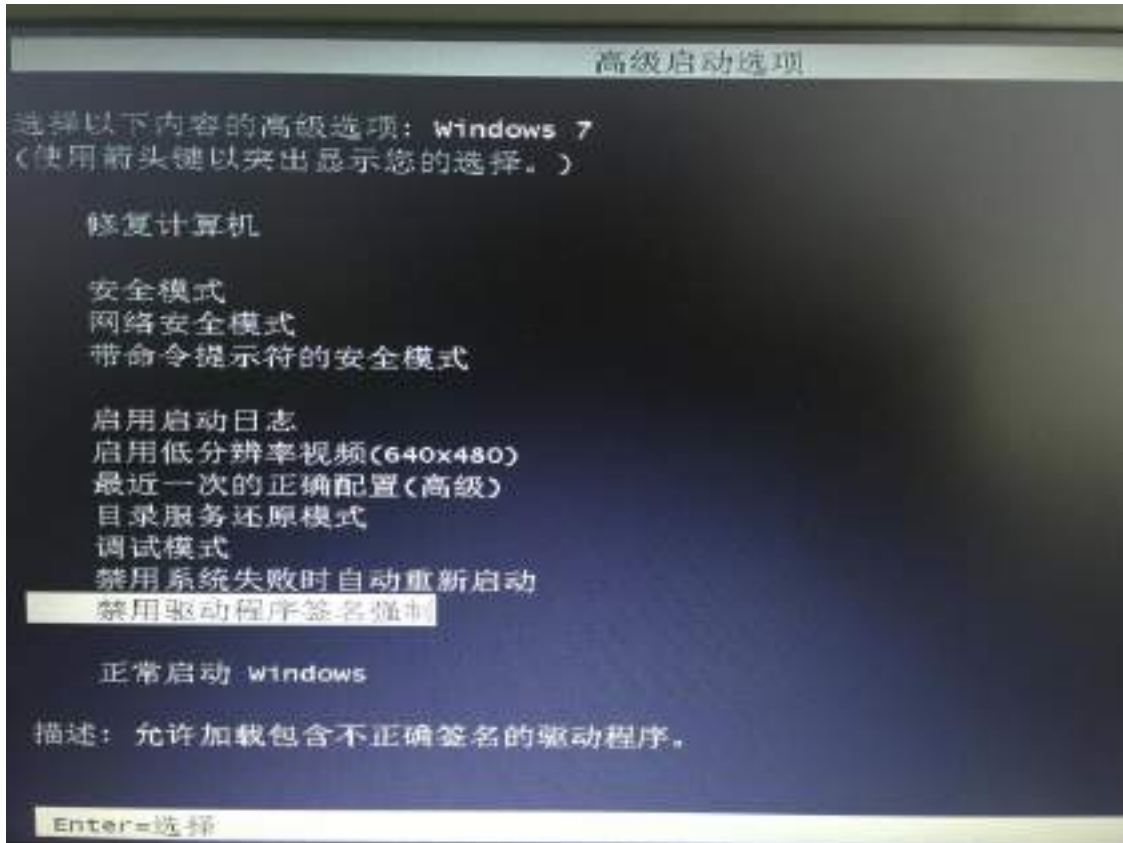 高级启动选项
选择以下内容的高级选项: Windows 7
(使用箭头键以突出显示您的选择。)
修复计算机
安全模式
网络安全模式
带命令提示符的安全模式
启用启动日志
启用低分辨率视频(640x480)
最近一次的正确配置(高级)
目录服务还原模式
调试模式
禁用系统失败时自动重新启动
禁用驱动程序签名强制
正常启动 Windows
描述: 允许加载包含不正确签名的驱动程序。
Enter=选择